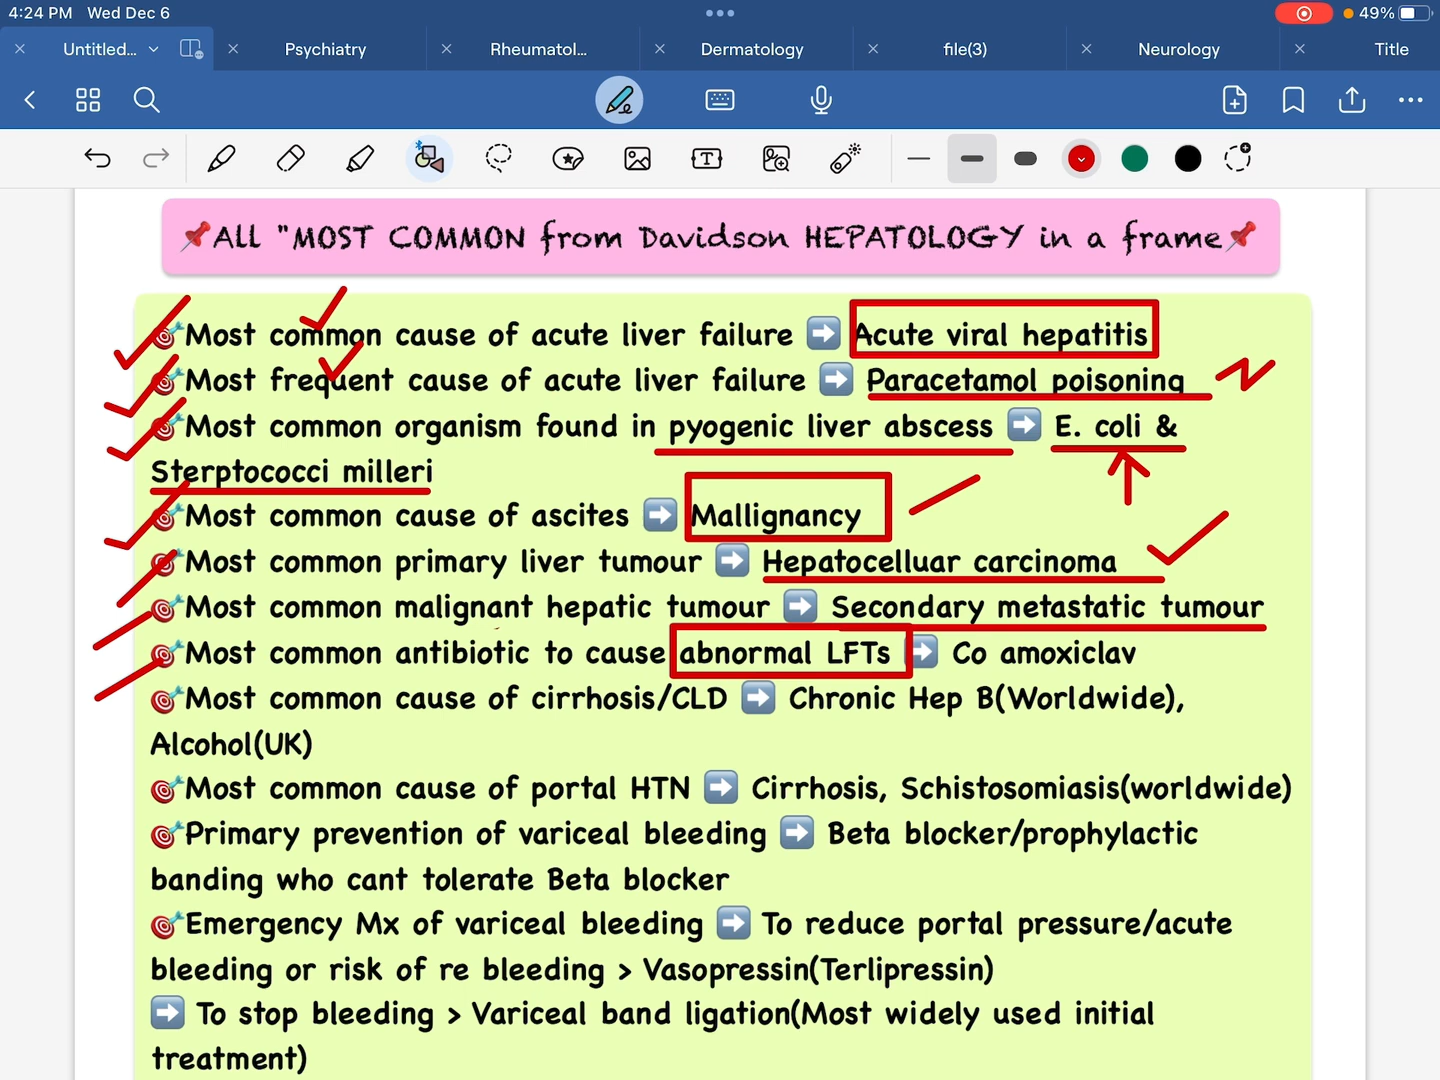 4:24 PM Wed Dec 6
49%
Untitled... Psychiatry Rheumatol... Dermatology file(3) Neurology Title
All "MOST COMMON from Davidson HEPATOLOGY in a frame
Most common cause of acute liver failure ➡ Acute viral hepatitis
Most frequent cause of acute liver failure ➡ Paracetamol poisoning
Most common organism found in pyogenic liver abscess ➡ E. coli &
Sterptococci milleri
Most common cause of ascites ➡ Mallignancy
Most common primary liver tumour ➡ Hepatocelluar carcinoma
Most common malignant hepatic tumour ➡ Secondary metastatic tumour
Most common antibiotic to cause abnormal LFTs ➡ Co amoxiclav
Most common cause of cirrhosis/CLD ➡ Chronic Hep B(Worldwide),
Alcohol(UK)
Most common cause of portal HTN ➡ Cirrhosis, Schistosomiasis(worldwide)
Primary prevention of variceal bleeding ➡ Beta blocker/prophylactic
banding who cant tolerate Beta blocker
Emergency Mx of variceal bleeding ➡ To reduce portal pressure/acute
bleeding or risk of re bleeding > Vasopressin(Terlipressin)
➡ To stop bleeding > Variceal band ligation(Most widely used initial
treatment)